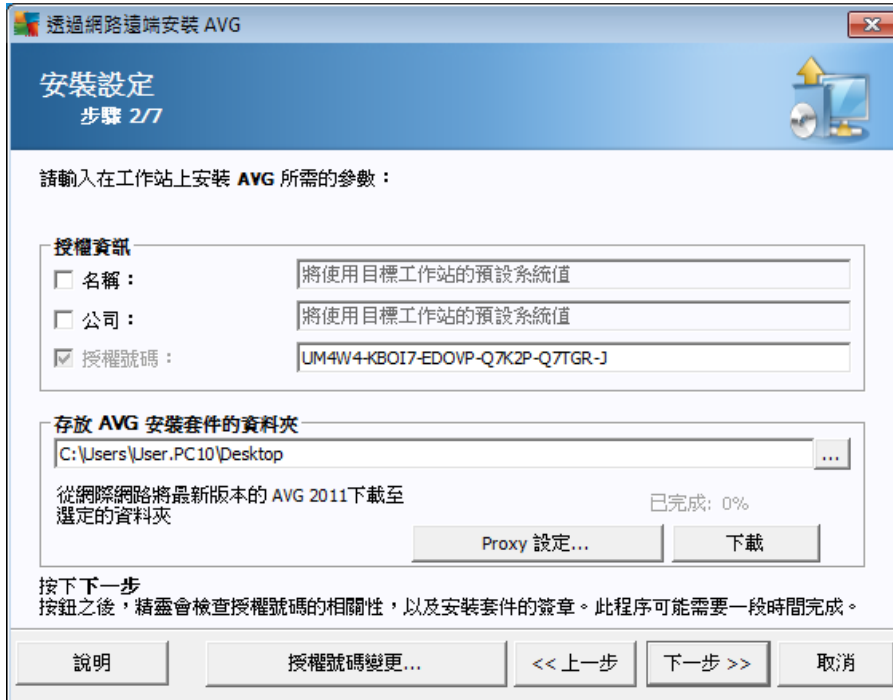 透過網路遠端安裝 AVG
安裝設定
步驟 2/7
請輸入在工作站上安裝 AVG 所需的參數：
授權資訊
名稱：
將使用目標工作站的預設系統值
公司：
將使用目標工作站的預設系統值
授權號碼：
UM4W4-KBOI7-EDOVP-Q7K2P-Q7TGR-J
存放 AVG 安裝套件的資料夾
C:\Users\User.PC10\Desktop
...
從網際網路將最新版本的 AVG 2011下載至
選定的資料夾
已完成: 0%
Proxy 設定...
下載
按下下一步
按鈕之後，精靈會檢查授權號碼的相關性，以及安裝套件的簽章。此程序可能需要一段時間完成。
說明
授權號碼變更...
<< 上一步
下一步 >>
取消